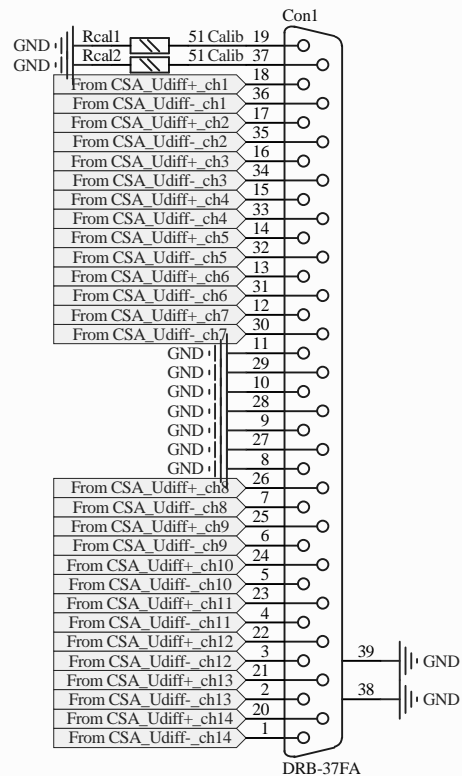 Con1
GND Rcal1 51 Calib 19
GND Rcal2 51 Calib 37
From CSA_Udiff+_ch1 18
From CSA_Udiff-_ch1 36
From CSA_Udiff+_ch2 17
From CSA_Udiff-_ch2 35
From CSA_Udiff+_ch3 16
From CSA_Udiff-_ch3 34
From CSA_Udiff+_ch4 15
From CSA_Udiff-_ch4 33
From CSA_Udiff+_ch5 14
From CSA_Udiff-_ch5 32
From CSA_Udiff+_ch6 13
From CSA_Udiff-_ch6 31
From CSA_Udiff+_ch7 12
From CSA_Udiff-_ch7 30
GND 11
GND 29
GND 10
GND 28
GND 9
GND 27
GND 8
From CSA_Udiff+_ch8 26
From CSA_Udiff-_ch8 7
From CSA_Udiff+_ch9 25
From CSA_Udiff-_ch9 6
From CSA_Udiff+_ch10 24
From CSA_Udiff-_ch10 5
From CSA_Udiff+_ch11 23
From CSA_Udiff-_ch11 4
From CSA_Udiff+_ch12 22
From CSA_Udiff-_ch12 3 39 GND
From CSA_Udiff+_ch13 21
From CSA_Udiff-_ch13 2 38 GND
From CSA_Udiff+_ch14 20
From CSA_Udiff-_ch14 1
DRB-37FA